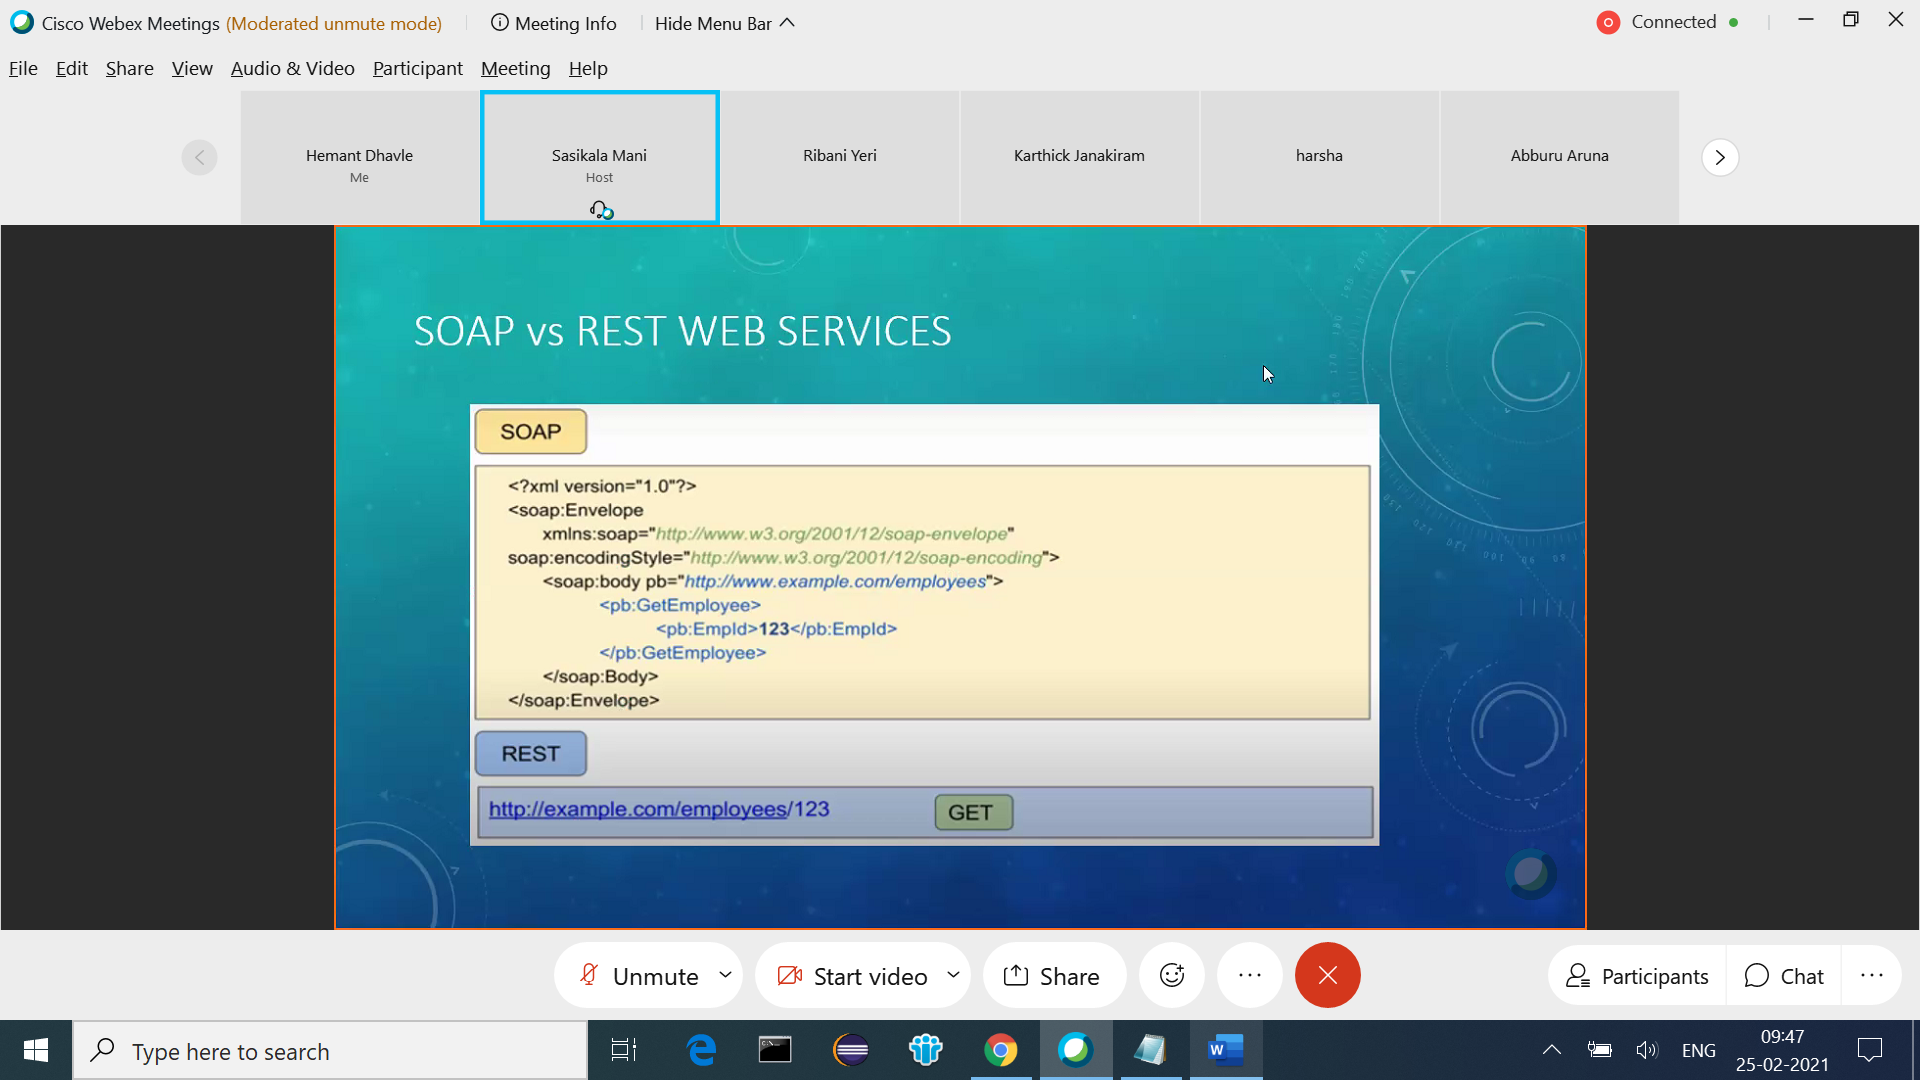 Cisco Webex Meetings (Moderated unmute mode) Meeting Info Hide Menu Bar Connected
File Edit Share View Audio & Video Participant Meeting Help
Hemant Dhavle
Me
Sasikala Mani
Host
Ribani Yeri
Karthick Janakiram
harsha
Abburu Aruna
SOAP vs REST WEB SERVICES
SOAP
<?xml version="1.0"?>
<soap:Envelope
xmlns:soap="http://www.w3.org/2001/12/soap-envelope"
soap:encodingStyle="http://www.w3.org/2001/12/soap-encoding">
<soap:body pb="http://www.example.com/employees">
<pb:GetEmployee>
<pb:EmpId>123</pb:EmpId>
</pb:GetEmployee>
</soap:Body>
</soap:Envelope>
REST
http://example.com/employees/123 GET
Unmute Start video Share Participants Chat
Type here to search
ENG
09:47
25-02-2021